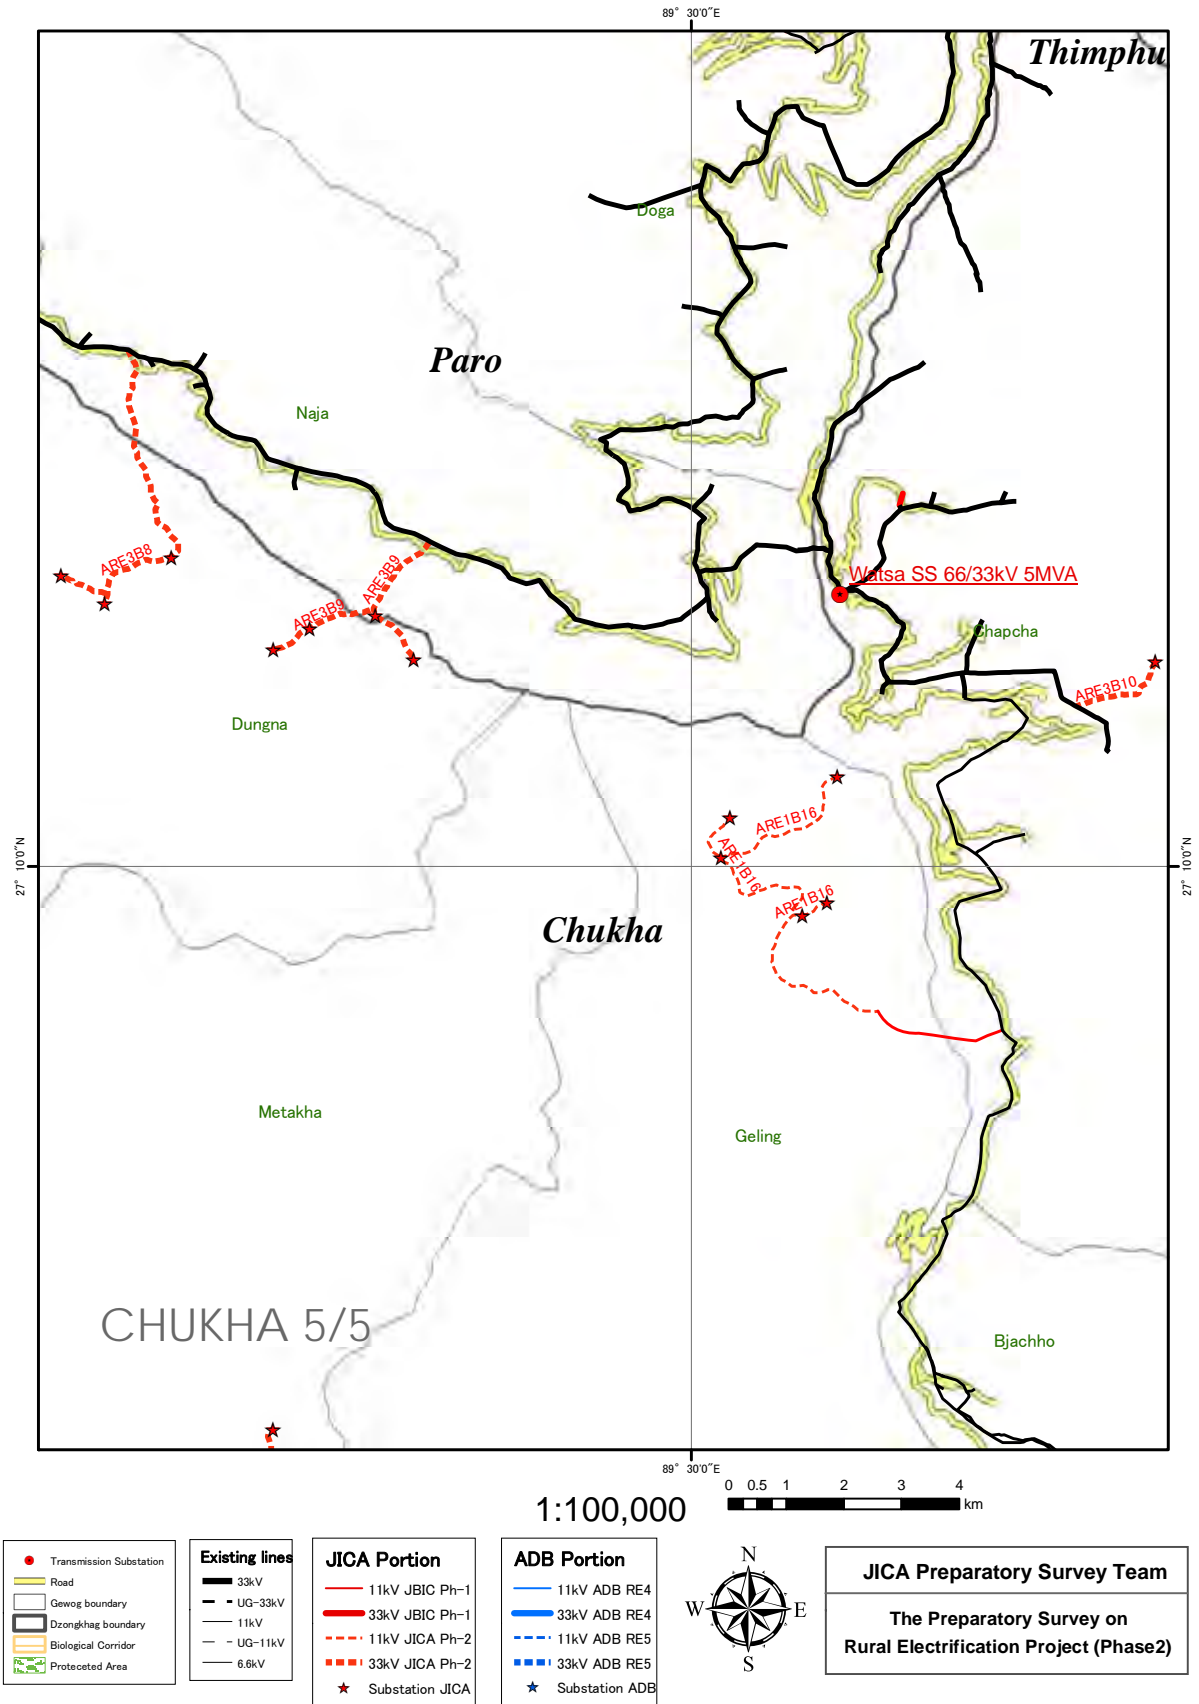 89° 30'0"E
Thimphu
Doga
Paro
Naja
ARE3B8
ARE3B9
ARE3B9
Watsa SS 66/33kV 5MVA
Chapcha
ARE3B10
Dungna
ARE1B16
ARE1B16
ARE1B16
27° 10'0"N
27° 10'0"N
Chukha
Metakha
Geling
CHUKHA 5/5
Bjachho
89° 30'0"E
1:100,000
0 0.5 1 2 3 4
km
Transmission Substation
Road
Gewog boundary
Dzongkhag boundary
Biological Corridor
Proteceted Area
Existing lines
33kV
UG-33kV
11kV
UG-11kV
6.6kV
JICA Portion
11kV JBIC Ph-1
33kV JBIC Ph-1
11kV JICA Ph-2
33kV JICA Ph-2
Substation JICA
ADB Portion
11kV ADB RE4
33kV ADB RE4
11kV ADB RE5
33kV ADB RE5
Substation ADB
N
W E
S
JICA Preparatory Survey Team
The Preparatory Survey on
Rural Electrification Project (Phase2)